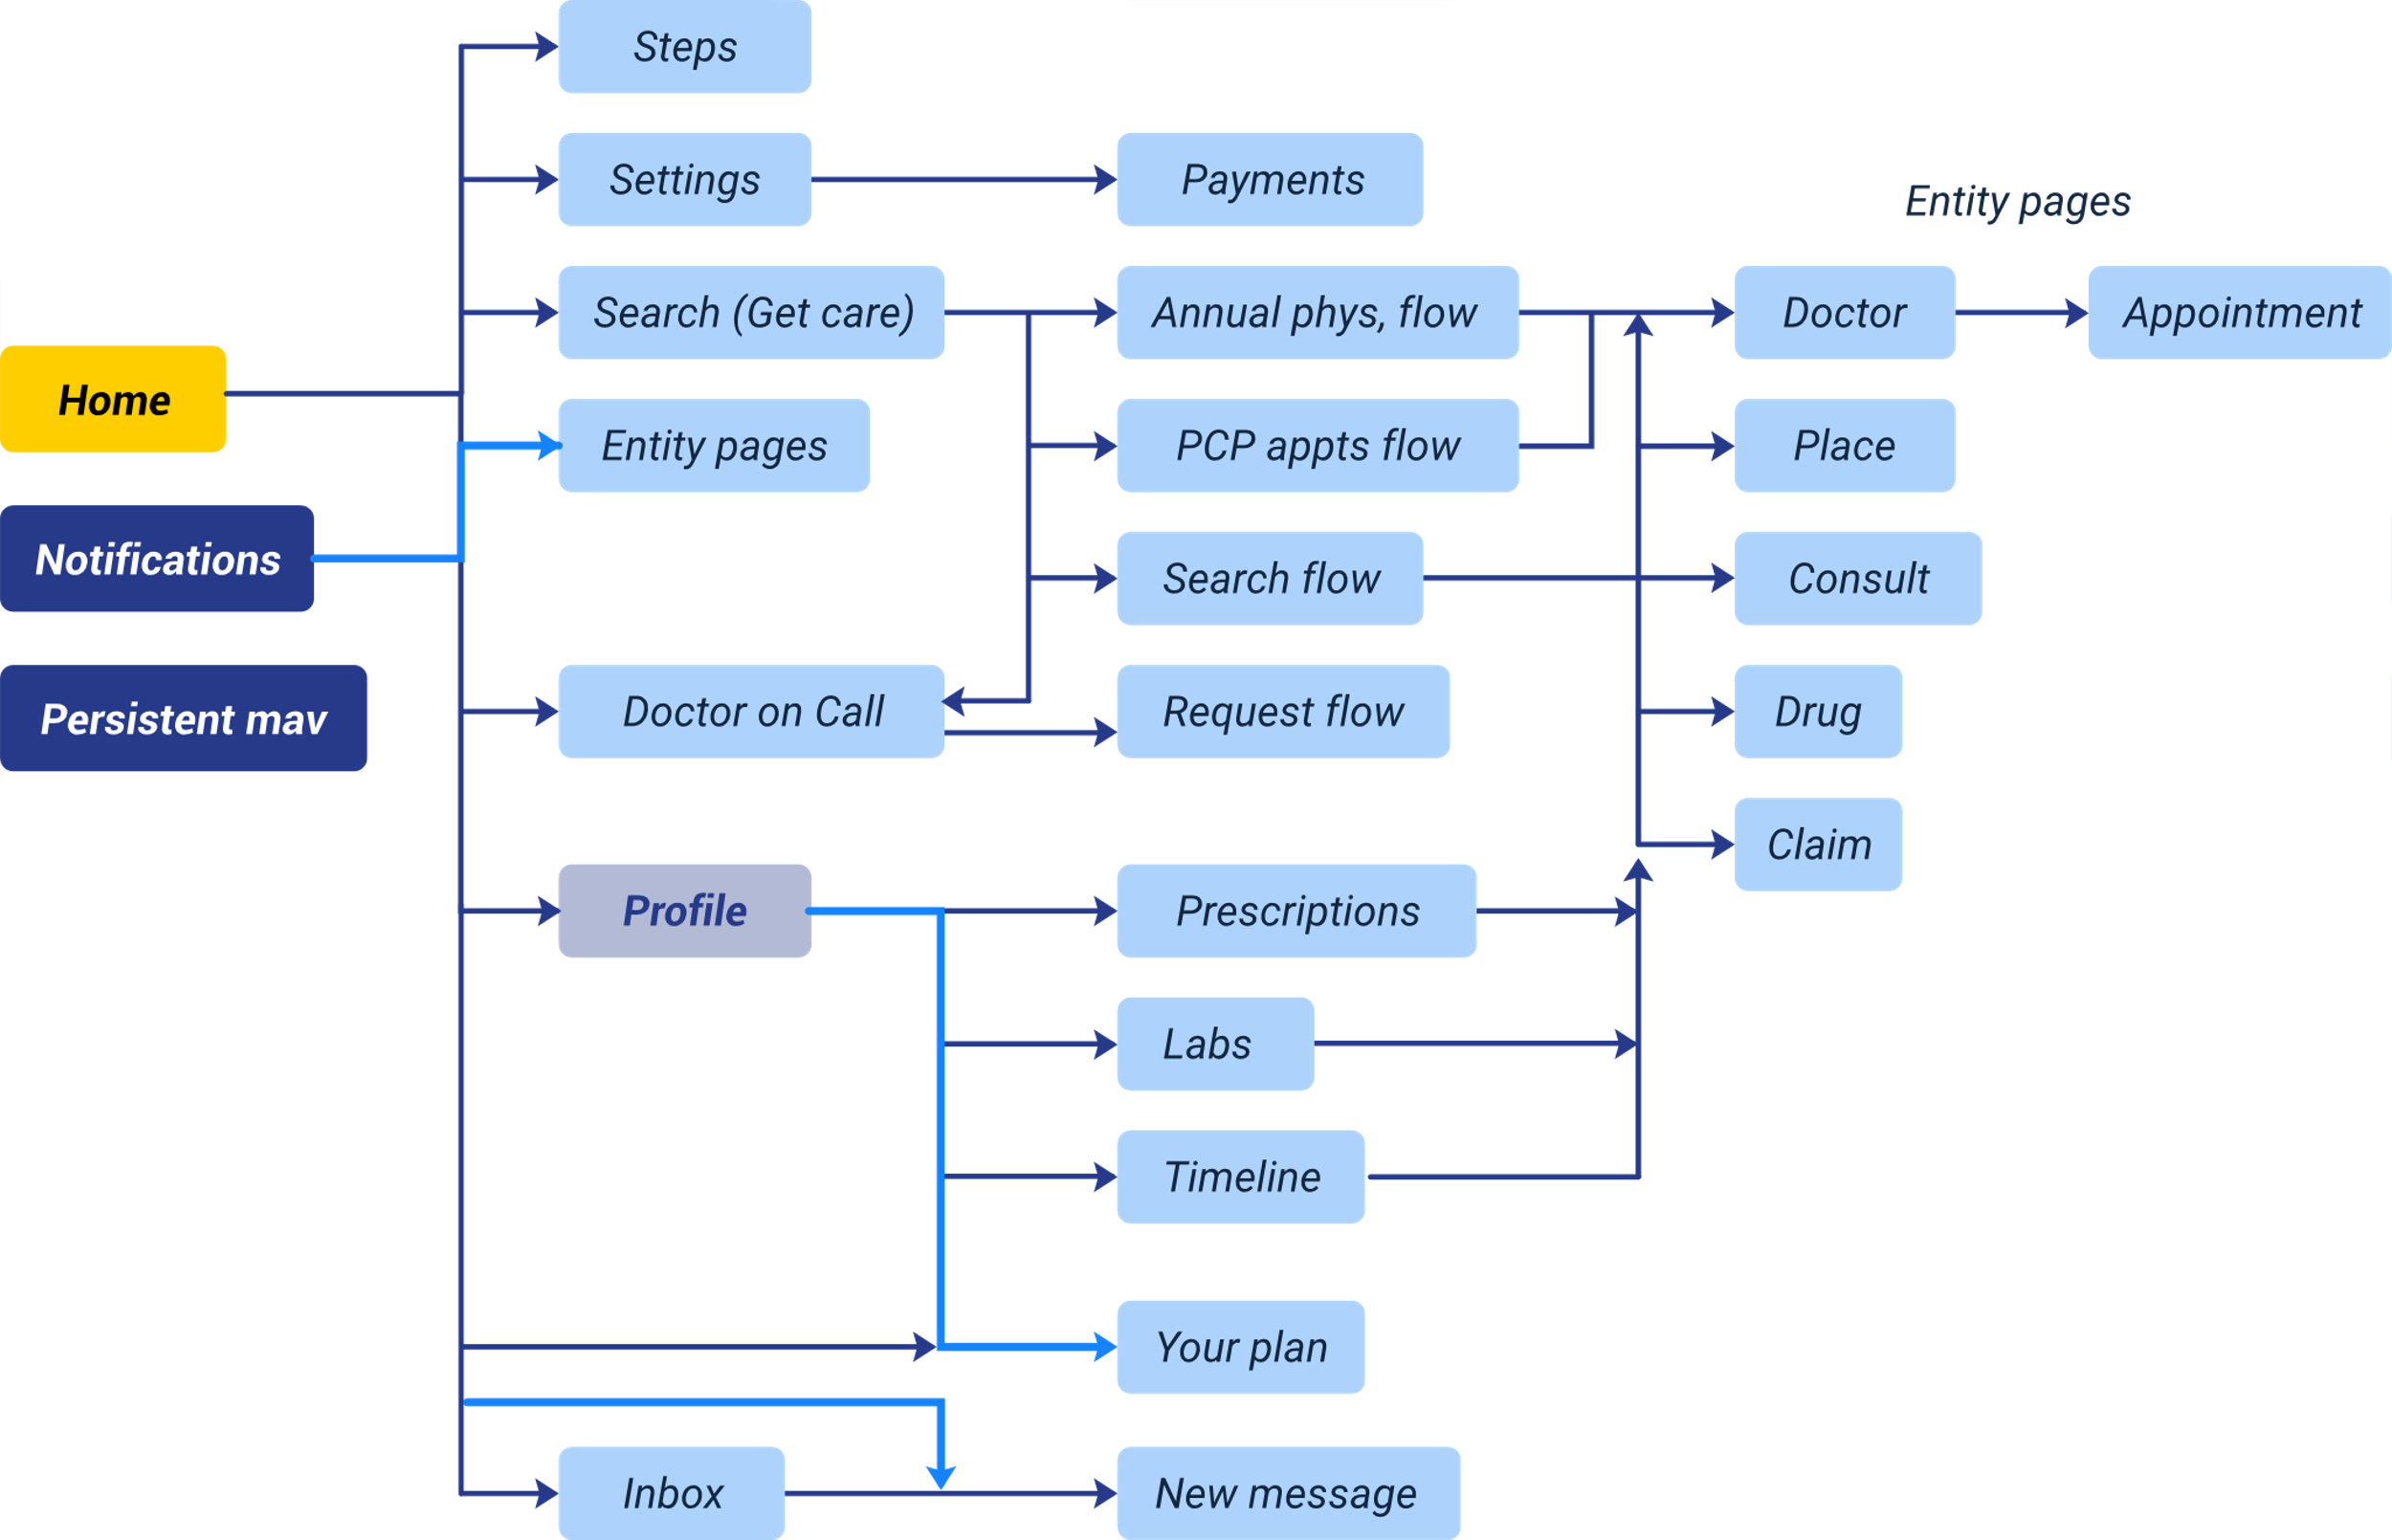 Steps
Settings
Payments
Entity pages
Search (Get care)
Annual phys, flow
Doctor
Appointment
Home
Entity pages
PCP appts flow
Place
Notifications
Search flow
Consult
Persistent mav
Doctor on Call
Request flow
Drug
Claim
Profile
Prescriptions
Labs
Timeline
Your plan
Inbox
New message